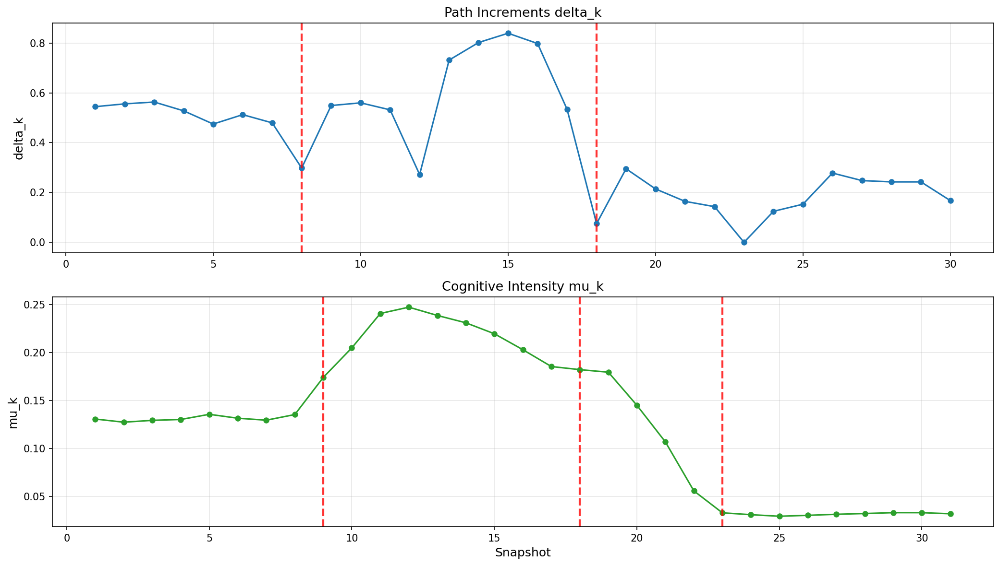 Path Increments delta_k
delta_k
0.8
0.6
0.4
0.2
0.0
0 5 10 15 20 25 30
Cognitive Intensity mu_k
mu_k
0.25
0.20
0.15
0.10
0.05
0 5 10 15 20 25 30
Snapshot